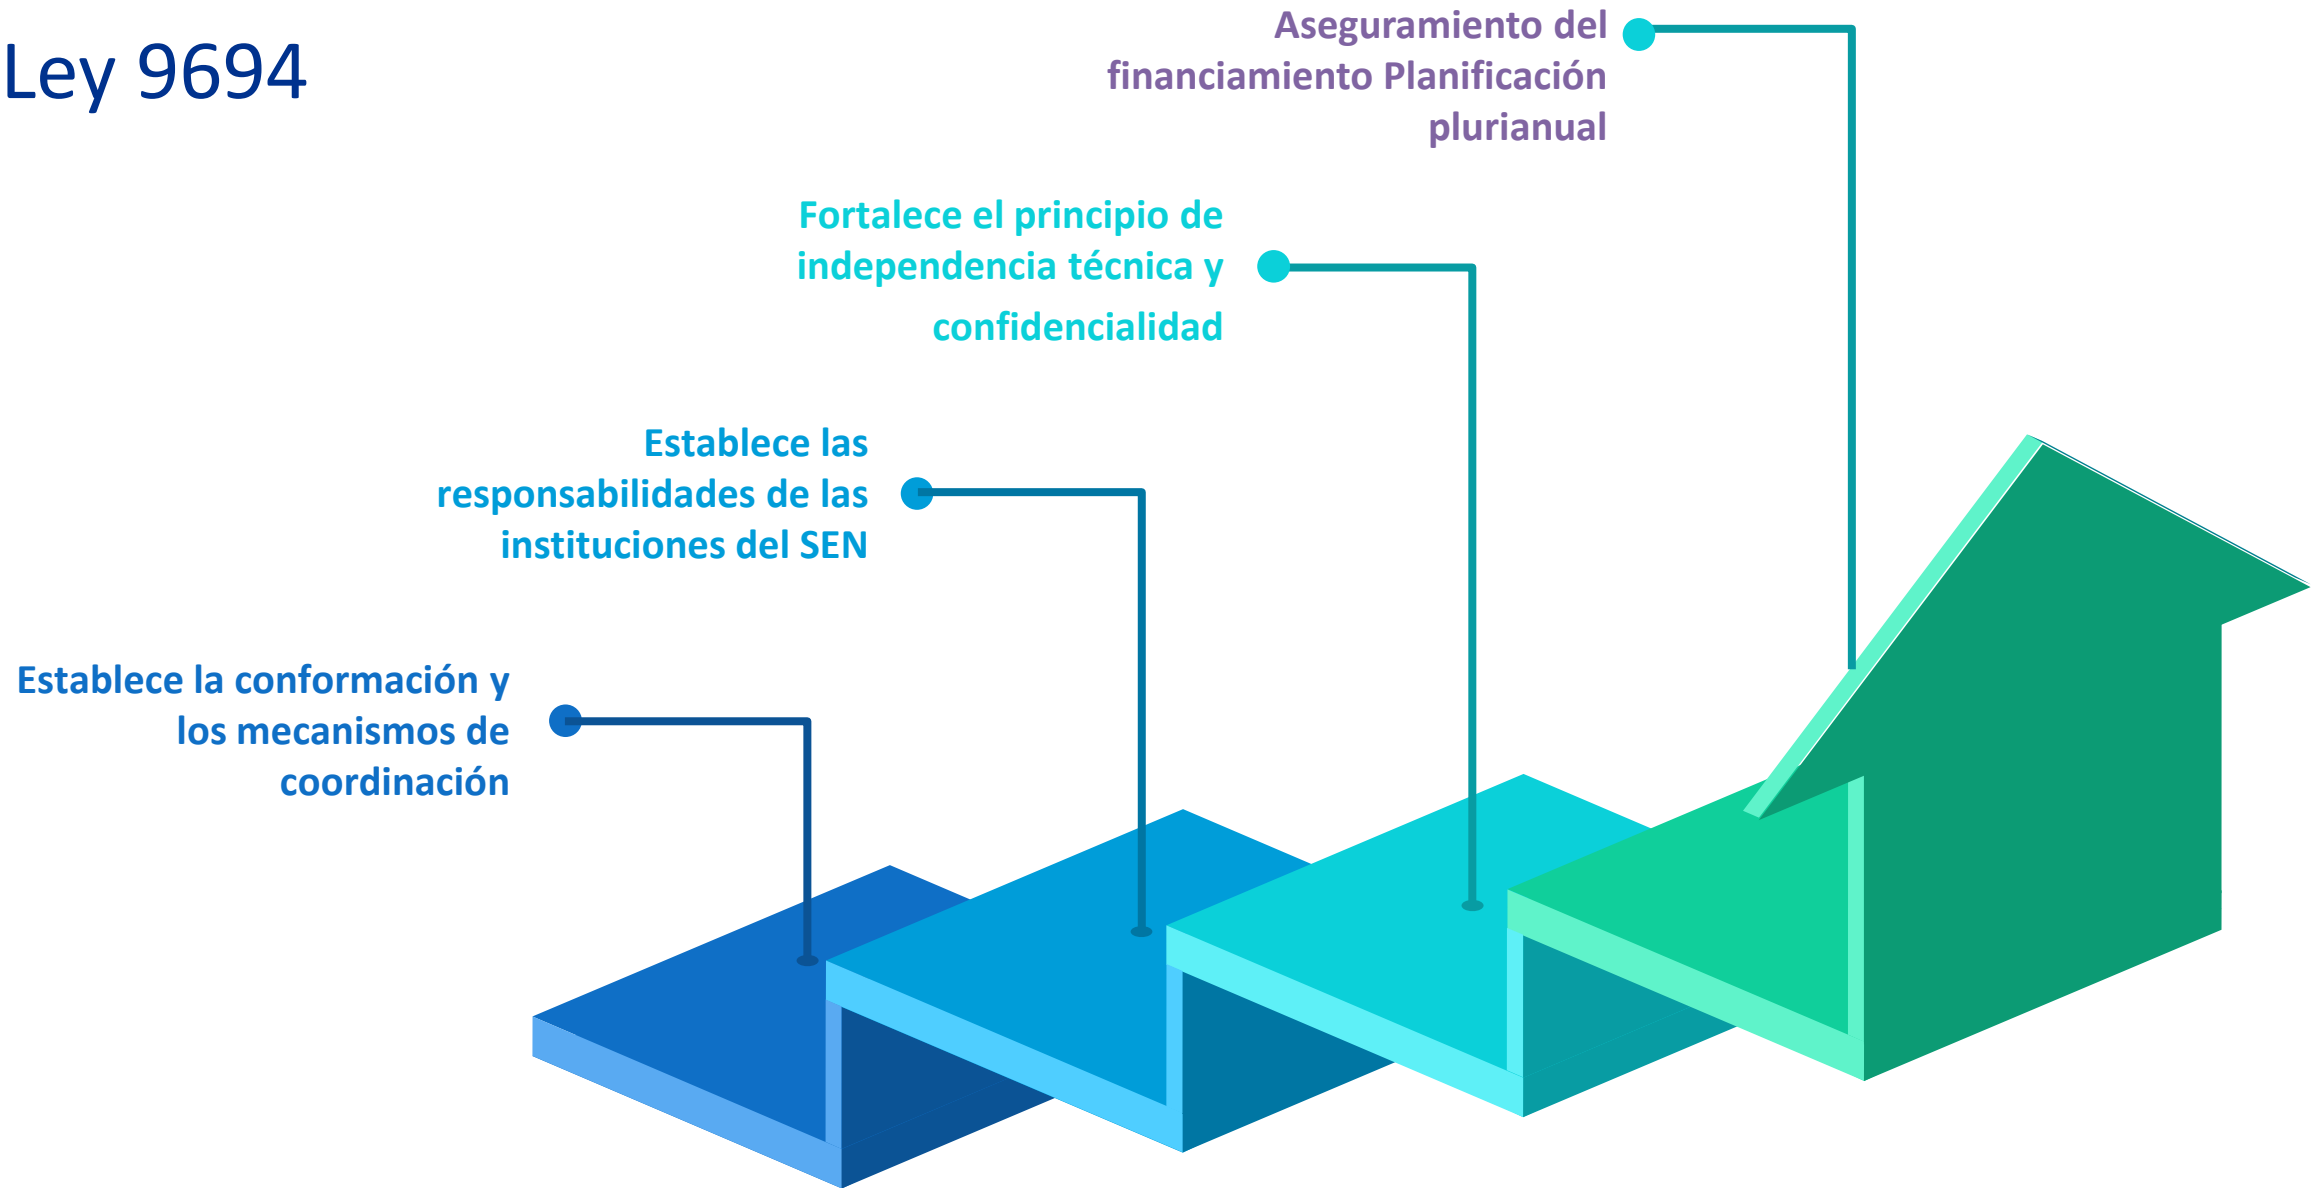 Ley 9694
Aseguramiento del
financiamiento Planificación
plurianual
Fortalece el principio de
independencia técnica y
confidencialidad
Establece las
responsabilidades de las
instituciones del SEN
Establece la conformación y
los mecanismos de
coordinación